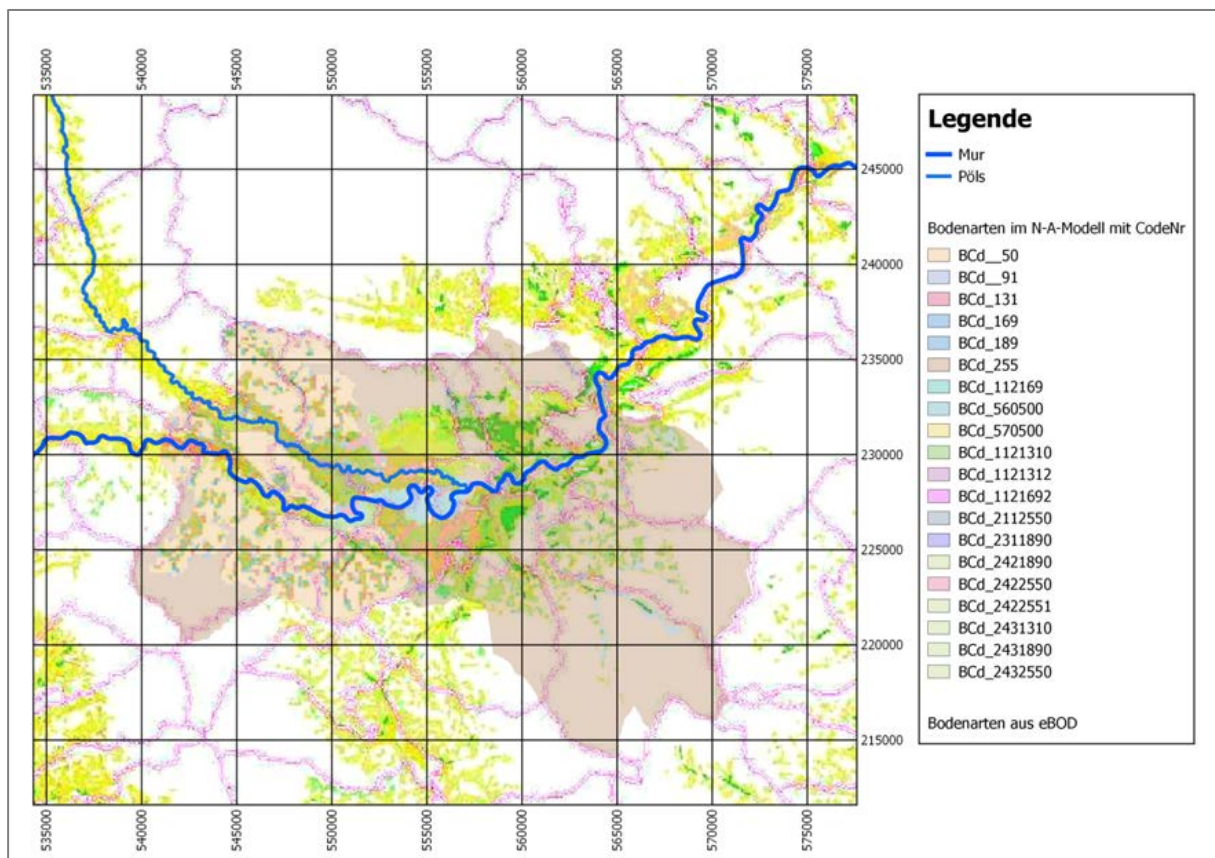 535000
540000
545000
550000
555000
560000
565000
570000
575000
245000
240000
235000
230000
225000
220000
215000
535000
540000
545000
550000
555000
560000
565000
570000
575000
Legende
Mur
Pöls
Bodenarten im N-A-Modell mit CodeNr
BCd__50
BCd__91
BCd_131
BCd_169
BCd_189
BCd_255
BCd_112169
BCd_560500
BCd_570500
BCd_1121310
BCd_1121312
BCd_1121692
BCd_2112550
BCd_2311890
BCd_2421890
BCd_2422550
BCd_2422551
BCd_2431310
BCd_2431890
BCd_2432550
Bodenarten aus eBOD